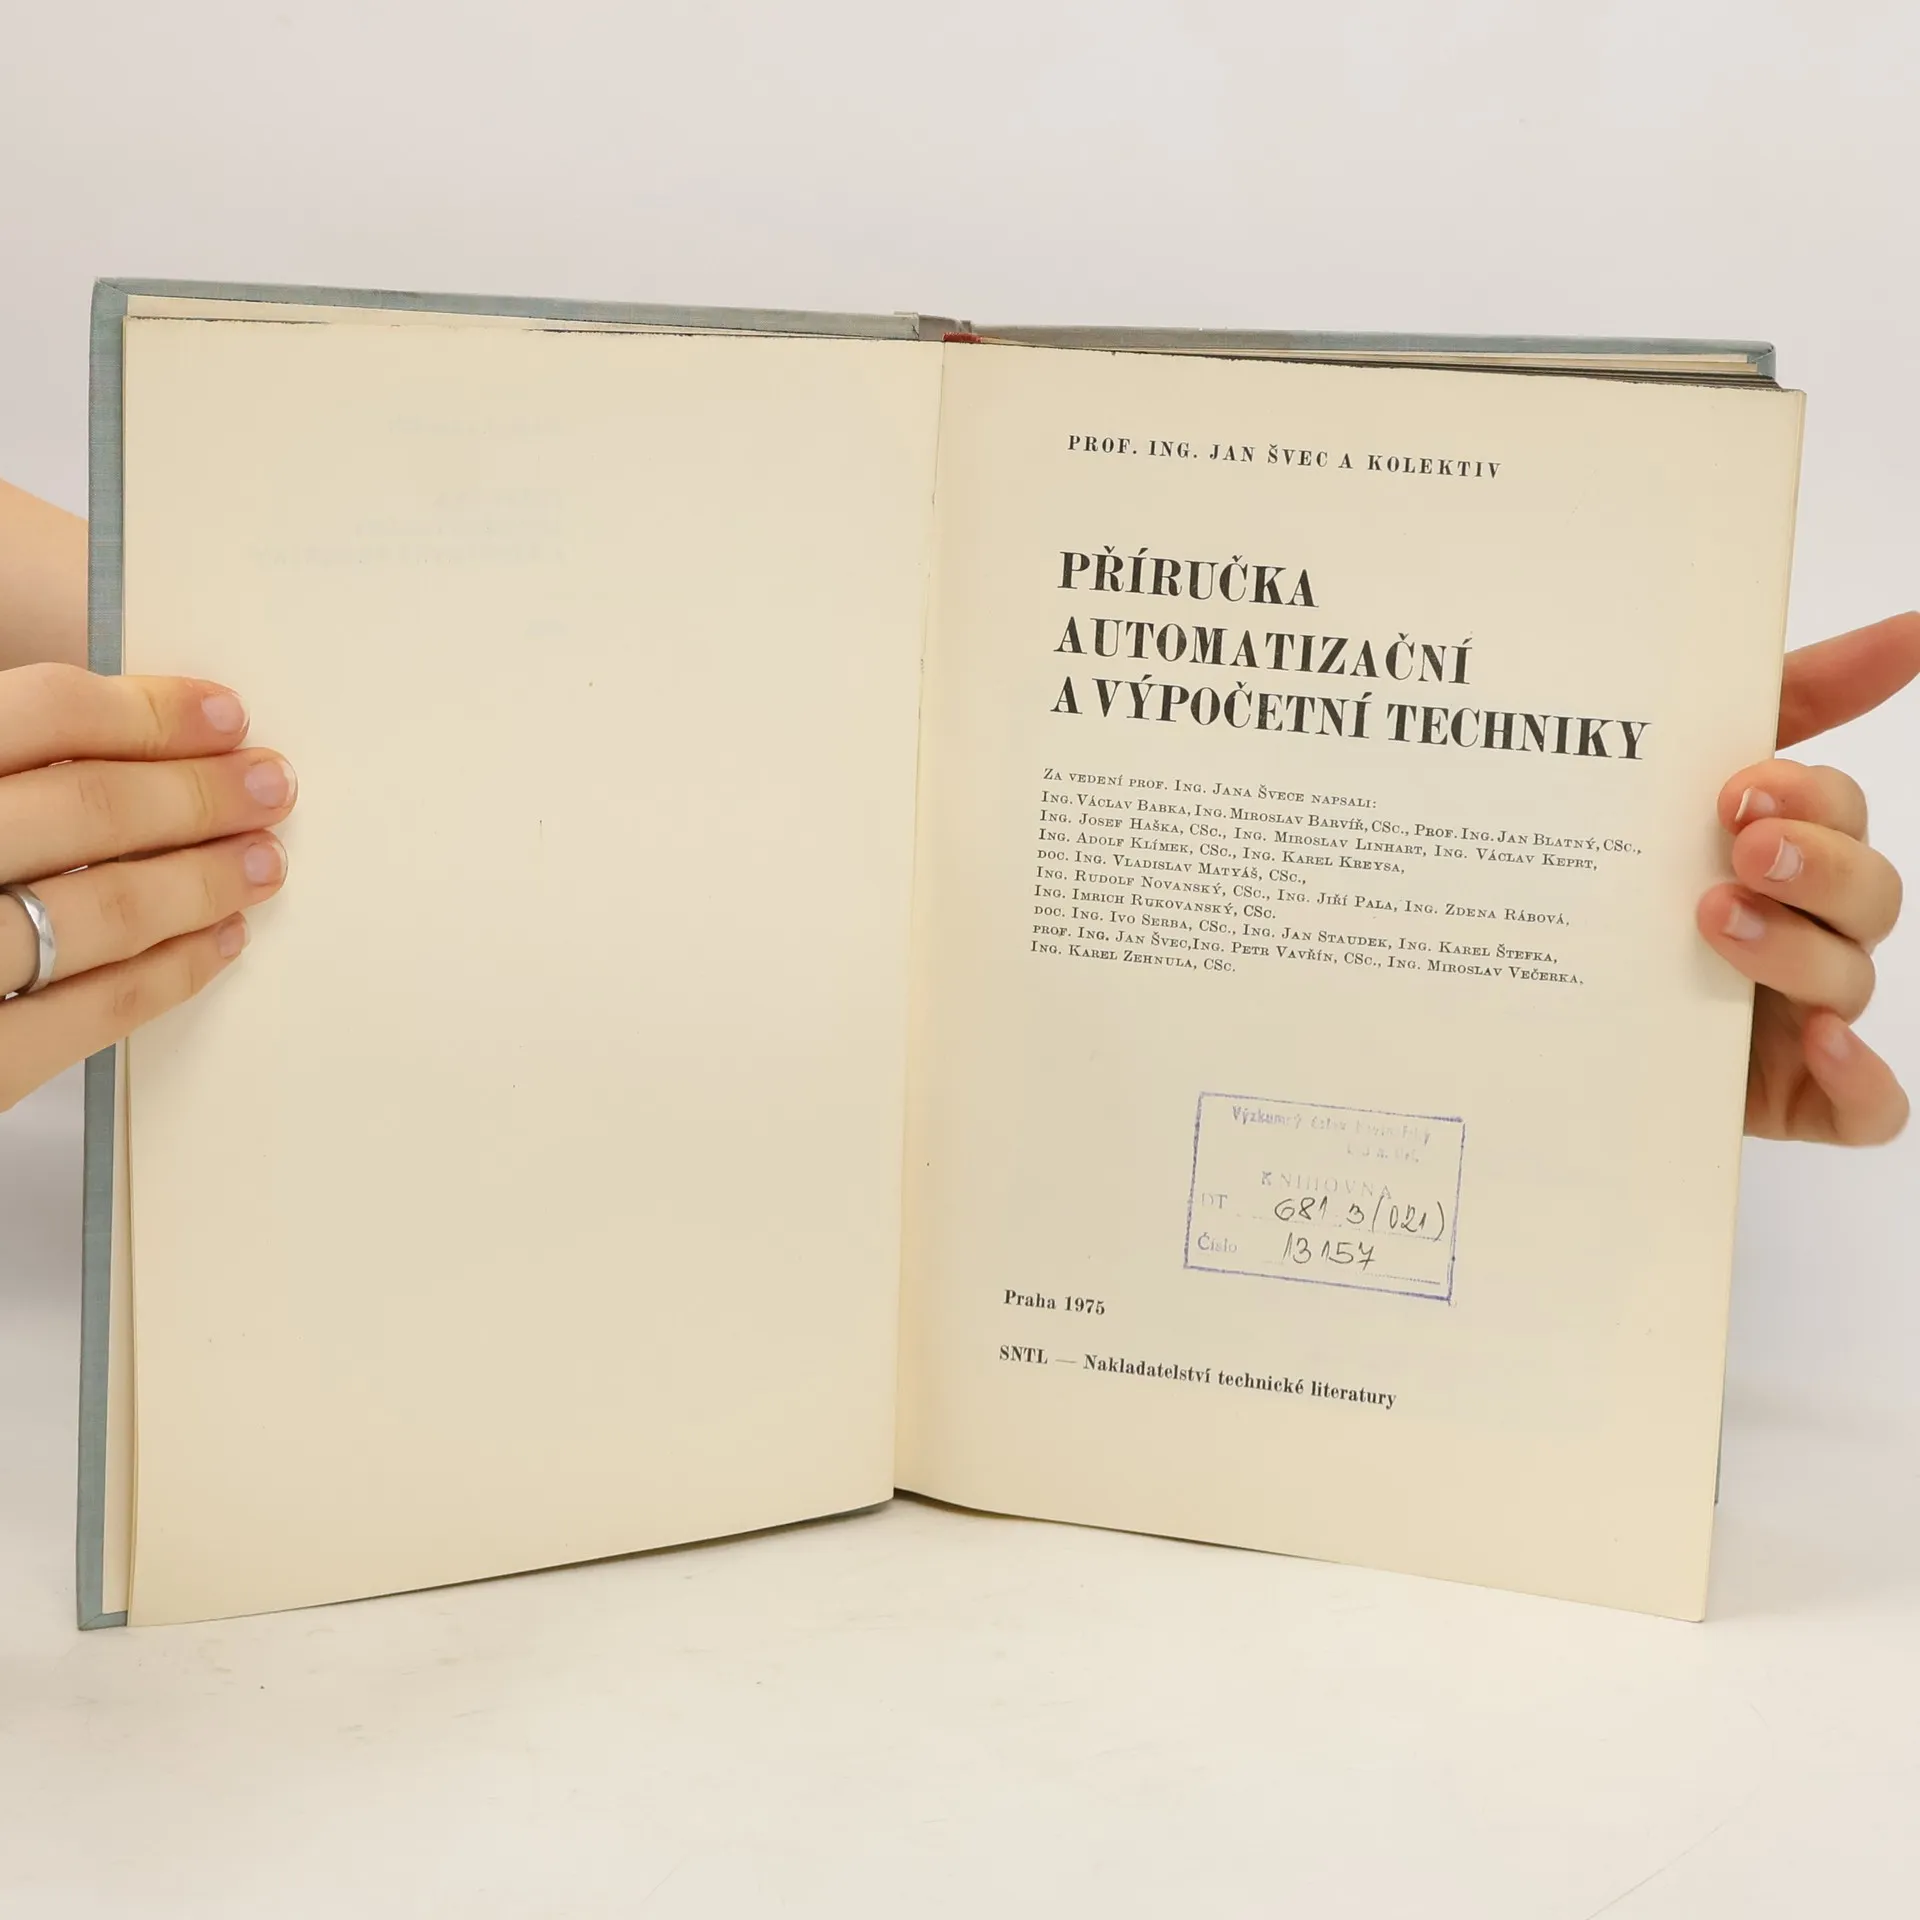 PROF. ING. JAN ŠVEC A KOLEKTIV
PŘÍRUČKA
AUTOMATIZAČNÍ
A VÝPOČETNÍ TECHNIKY
Za vedení prof. Ing. Jana Švece napsali:
Ing. Václav Babka, Ing. Miroslav Barvíř, CSc., Prof. Ing. Jan Blatný, CSc.,
Ing. Josef Haška, CSc., Ing. Miroslav Linhart, Ing. Václav Keprt,
Ing. Adolf Klímek, CSc., Ing. Karel Kreysa,
doc. Ing. Vladislav Matyáš, CSc.,
Ing. Rudolf Novanský, CSc., Ing. Jiří Pala, Ing. Zdena Rábová,
Ing. Imrich Rukovanský, CSc.
doc. Ing. Ivo Serba, CSc., Ing. Jan Staudek, Ing. Karel Štefka,
prof. Ing. Jan Švec,Ing. Petr Vavřín, CSc., Ing. Miroslav Večerka,
Ing. Karel Zehnula, CSc.
Výzkumný
KNIHOVNA
DT 681 3 (021)
Číslo 13157
Praha 1975
SNTL — Nakladatelství technické literatury